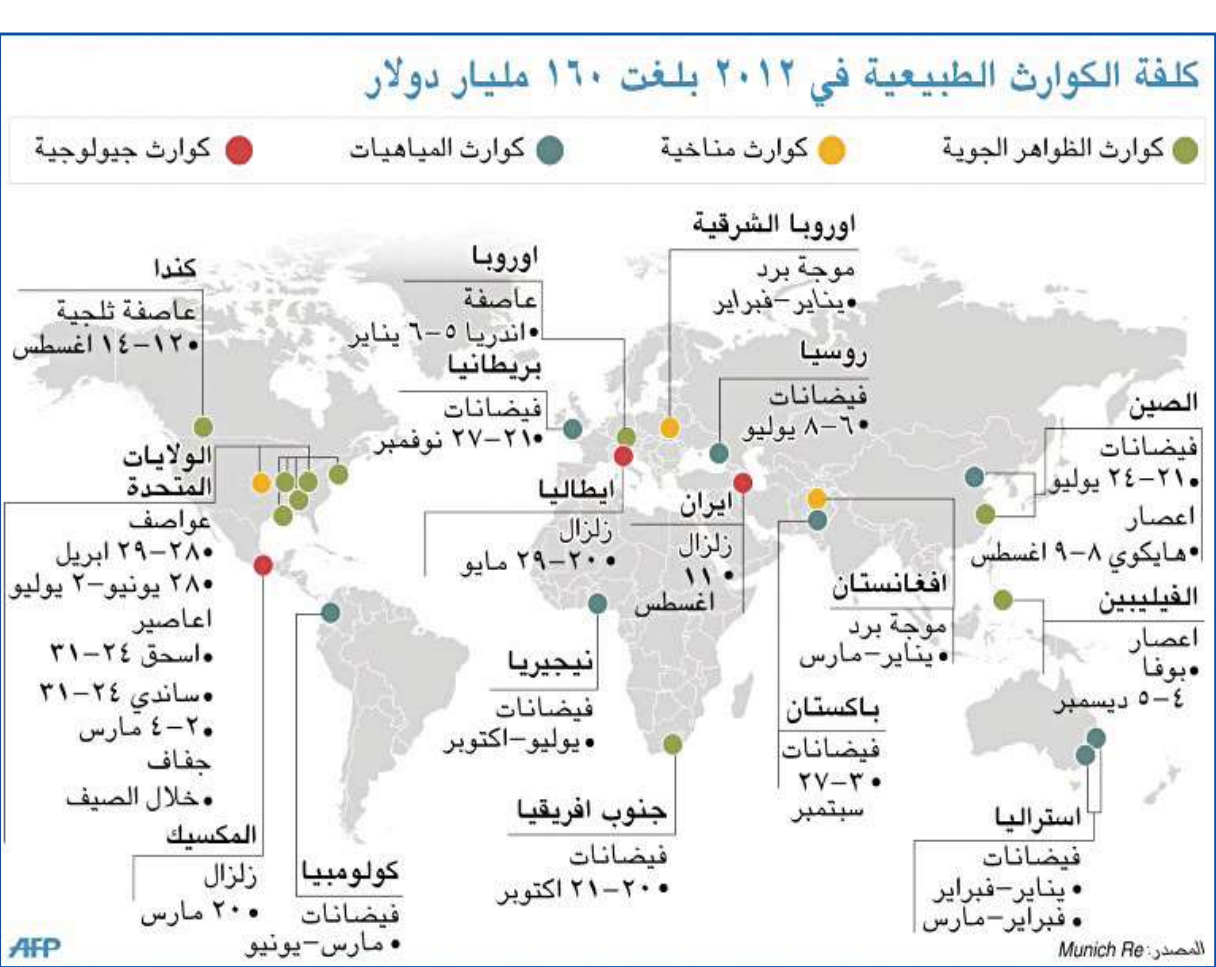 كلفة الكوارث الطبيعية في ٢٠١٢ بلغت ١٦٠ مليار دولار
كوارث الظواهر الجوية
كوارث مناخية
كوارث المياهيات
كوارث جيولوجية
اوروبا الشرقية
موجة برد
•يناير–فبراير
اوروبا
عاصفة
•اندريا ٥–٦ يناير
كندا
عاصفة ثلجية
•١٢–١٤ اغسطس
روسيا
فيضانات
•٦–٨ يوليو
بريطانيا
فيضانات
•٢١–٢٧ نوفمبر
الصين
فيضانات
•٢١–٢٤ يوليو
اعصار
•هايكوي ٨–٩ اغسطس
الولايات
المتحدة
عواصف
•٢٨–٢٩ ابريل
•٢٨ يونيو–٢ يوليو
اعاصير
•اسحق ٢٤–٣١
•ساندي ٢٤–٣١
•٢–٤ مارس
جفاف
•خلال الصيف
ايطاليا
زلزال
•٢٠–٢٩ مايو
ايران
زلزال
•١١
اغسطس
افغانستان
موجة برد
•يناير–مارس
الفيليبين
اعصار
•بوفا
٤–٥ ديسمبر
نيجيريا
فيضانات
•يوليو–اكتوبر
باكستان
فيضانات
•٣–٢٧
سبتمبر
جنوب افريقيا
فيضانات
•٢٠–٢١ اكتوبر
استراليا
فيضانات
•يناير–فبراير
•فبراير–مارس
المكسيك
زلزال
•٢٠ مارس
كولومبيا
فيضانات
•مارس–يونيو
AFP
المصدر: Munich Re